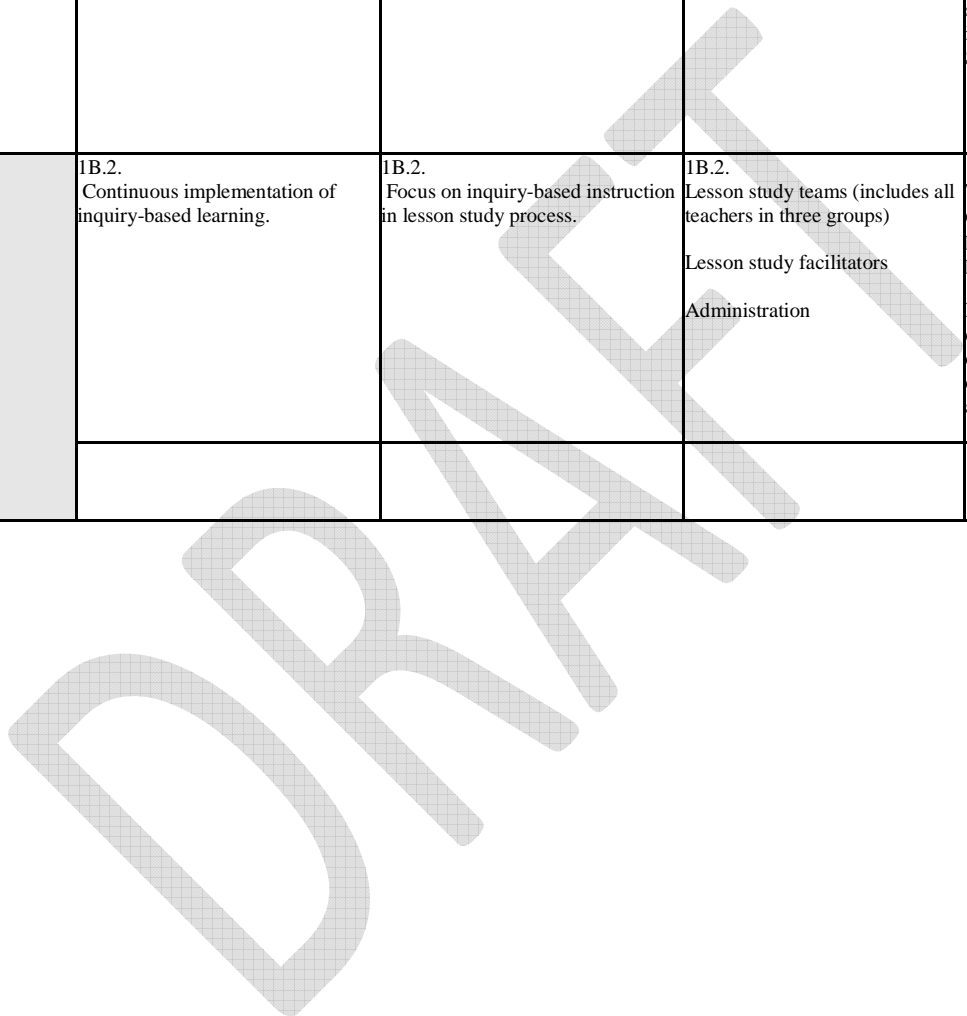 1B.2.
Continuous implementation of
inquiry-based learning.
1B.2.
Focus on inquiry-based instruction
in lesson study process.
1B.2.
Lesson study teams (includes all
teachers in three groups)
Lesson study facilitators
Administration
DRAFT